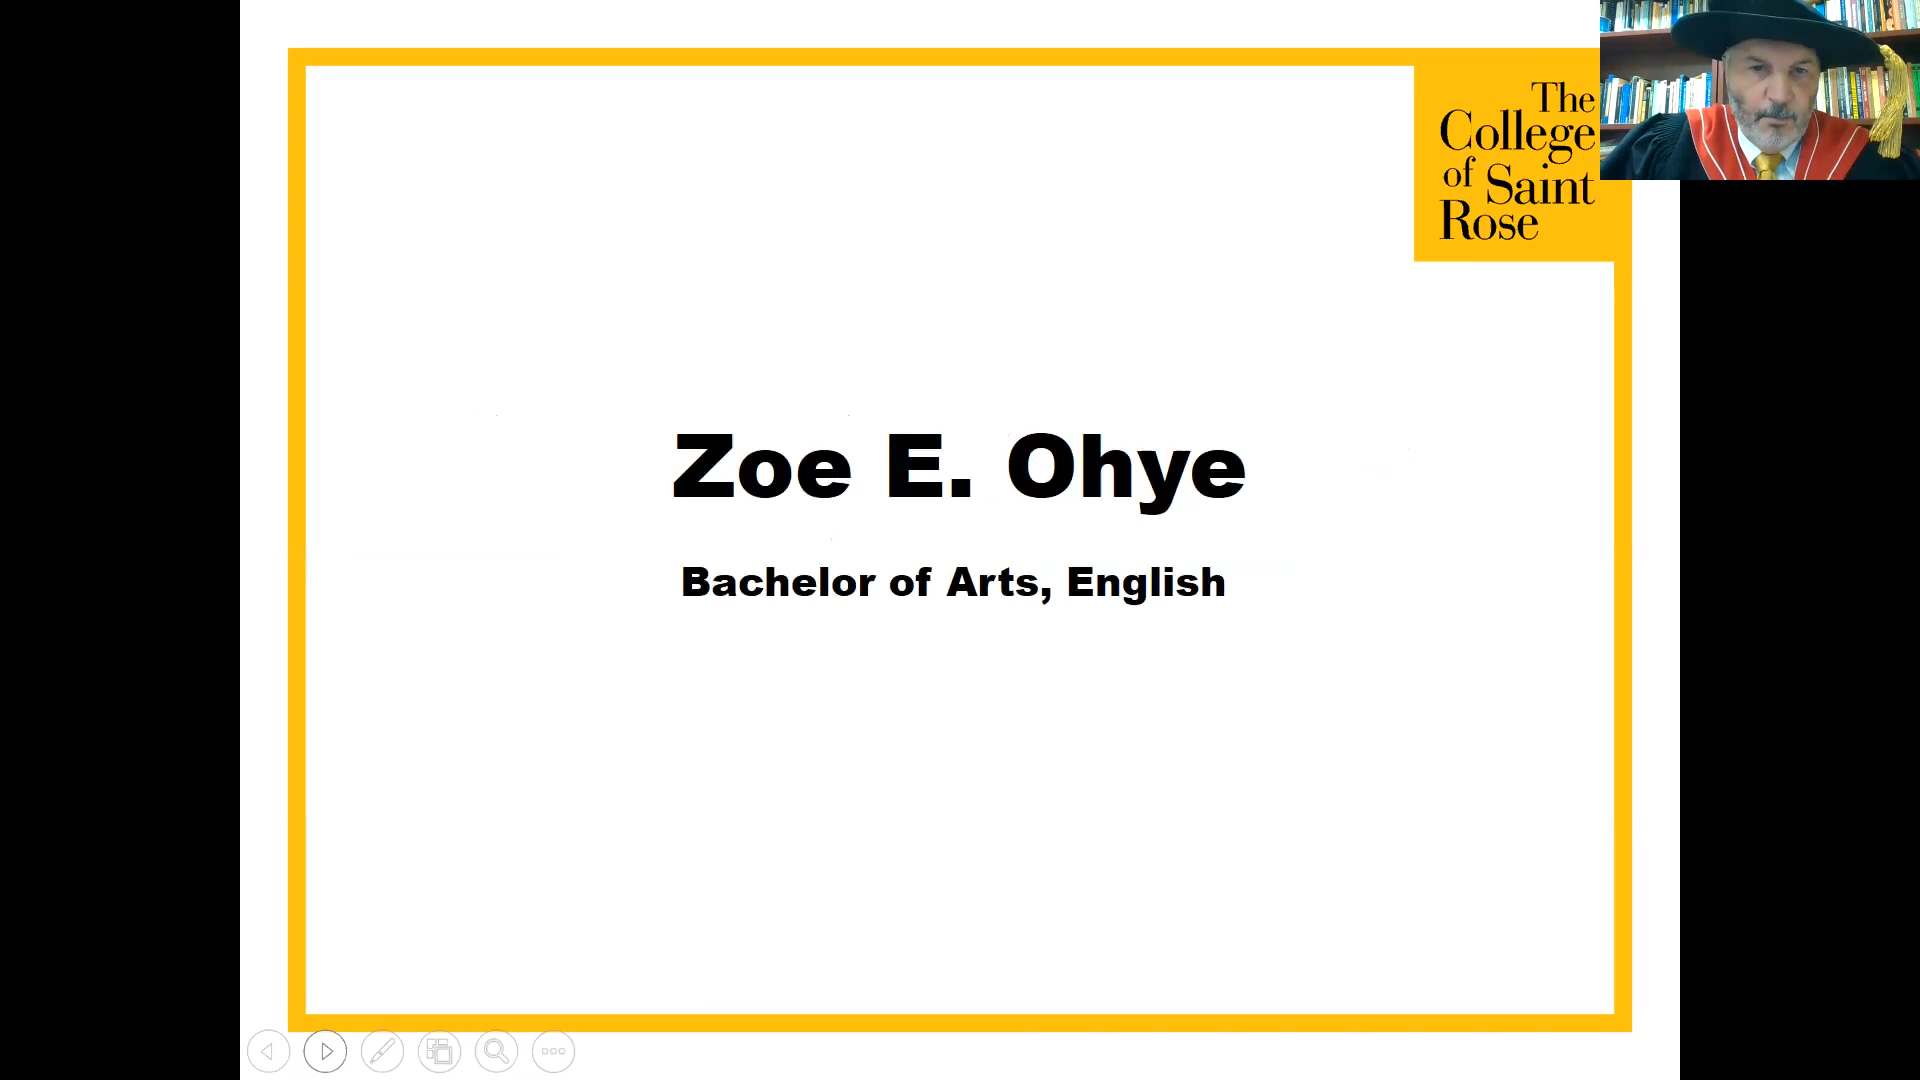 The
College
of Saint
Rose
Zoe E. Ohye
Bachelor of Arts, English